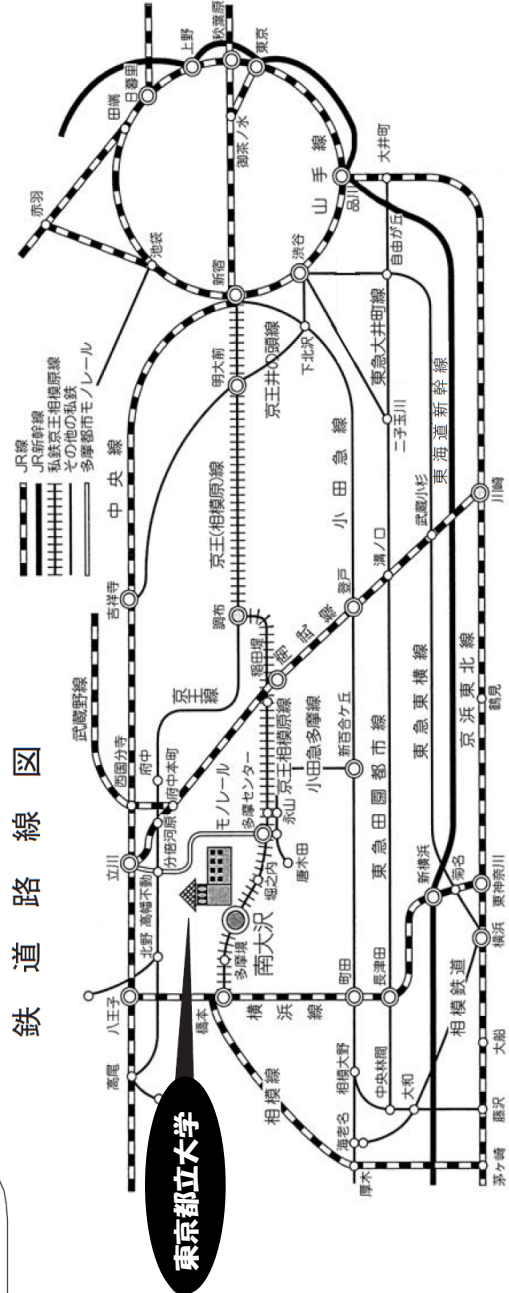 鉄道路線図
JR線
JR新幹線
私鉄京王相模原線
その他の私鉄
多摩都市モノレール
赤羽
田端
日暮里
上野
秋葉原
東京
池袋
御茶ノ水
新宿
渋谷
山手線
品川
大井町
中央線
吉祥寺
明大前
京王井の頭線
下北沢
自由が丘
東急大井町線
二子玉川
京王(相模原)線
小田急線
東海道新幹線
武蔵野線
調布
京王線
稲田堤
南武線
登戸
溝ノ口
武蔵小杉
川崎
西国分寺
府中
府中本町
分倍河原
立川
モノレール
多摩センター
永山
京王相模原線
小田急多摩線
新百合ヶ丘
東急田園都市線
東急東横線
京浜東北線
鶴見
高幡不動
北野
唐木田
堀之内
南大沢
多摩境
新横浜
菊名
東神奈川
横浜
八王子
橋本
横浜線
町田
長津田
相模鉄道
高尾
相模線
相模大野
中央林間
大和
大船
海老名
厚木
藤沢
茅ヶ崎
東京都立大学